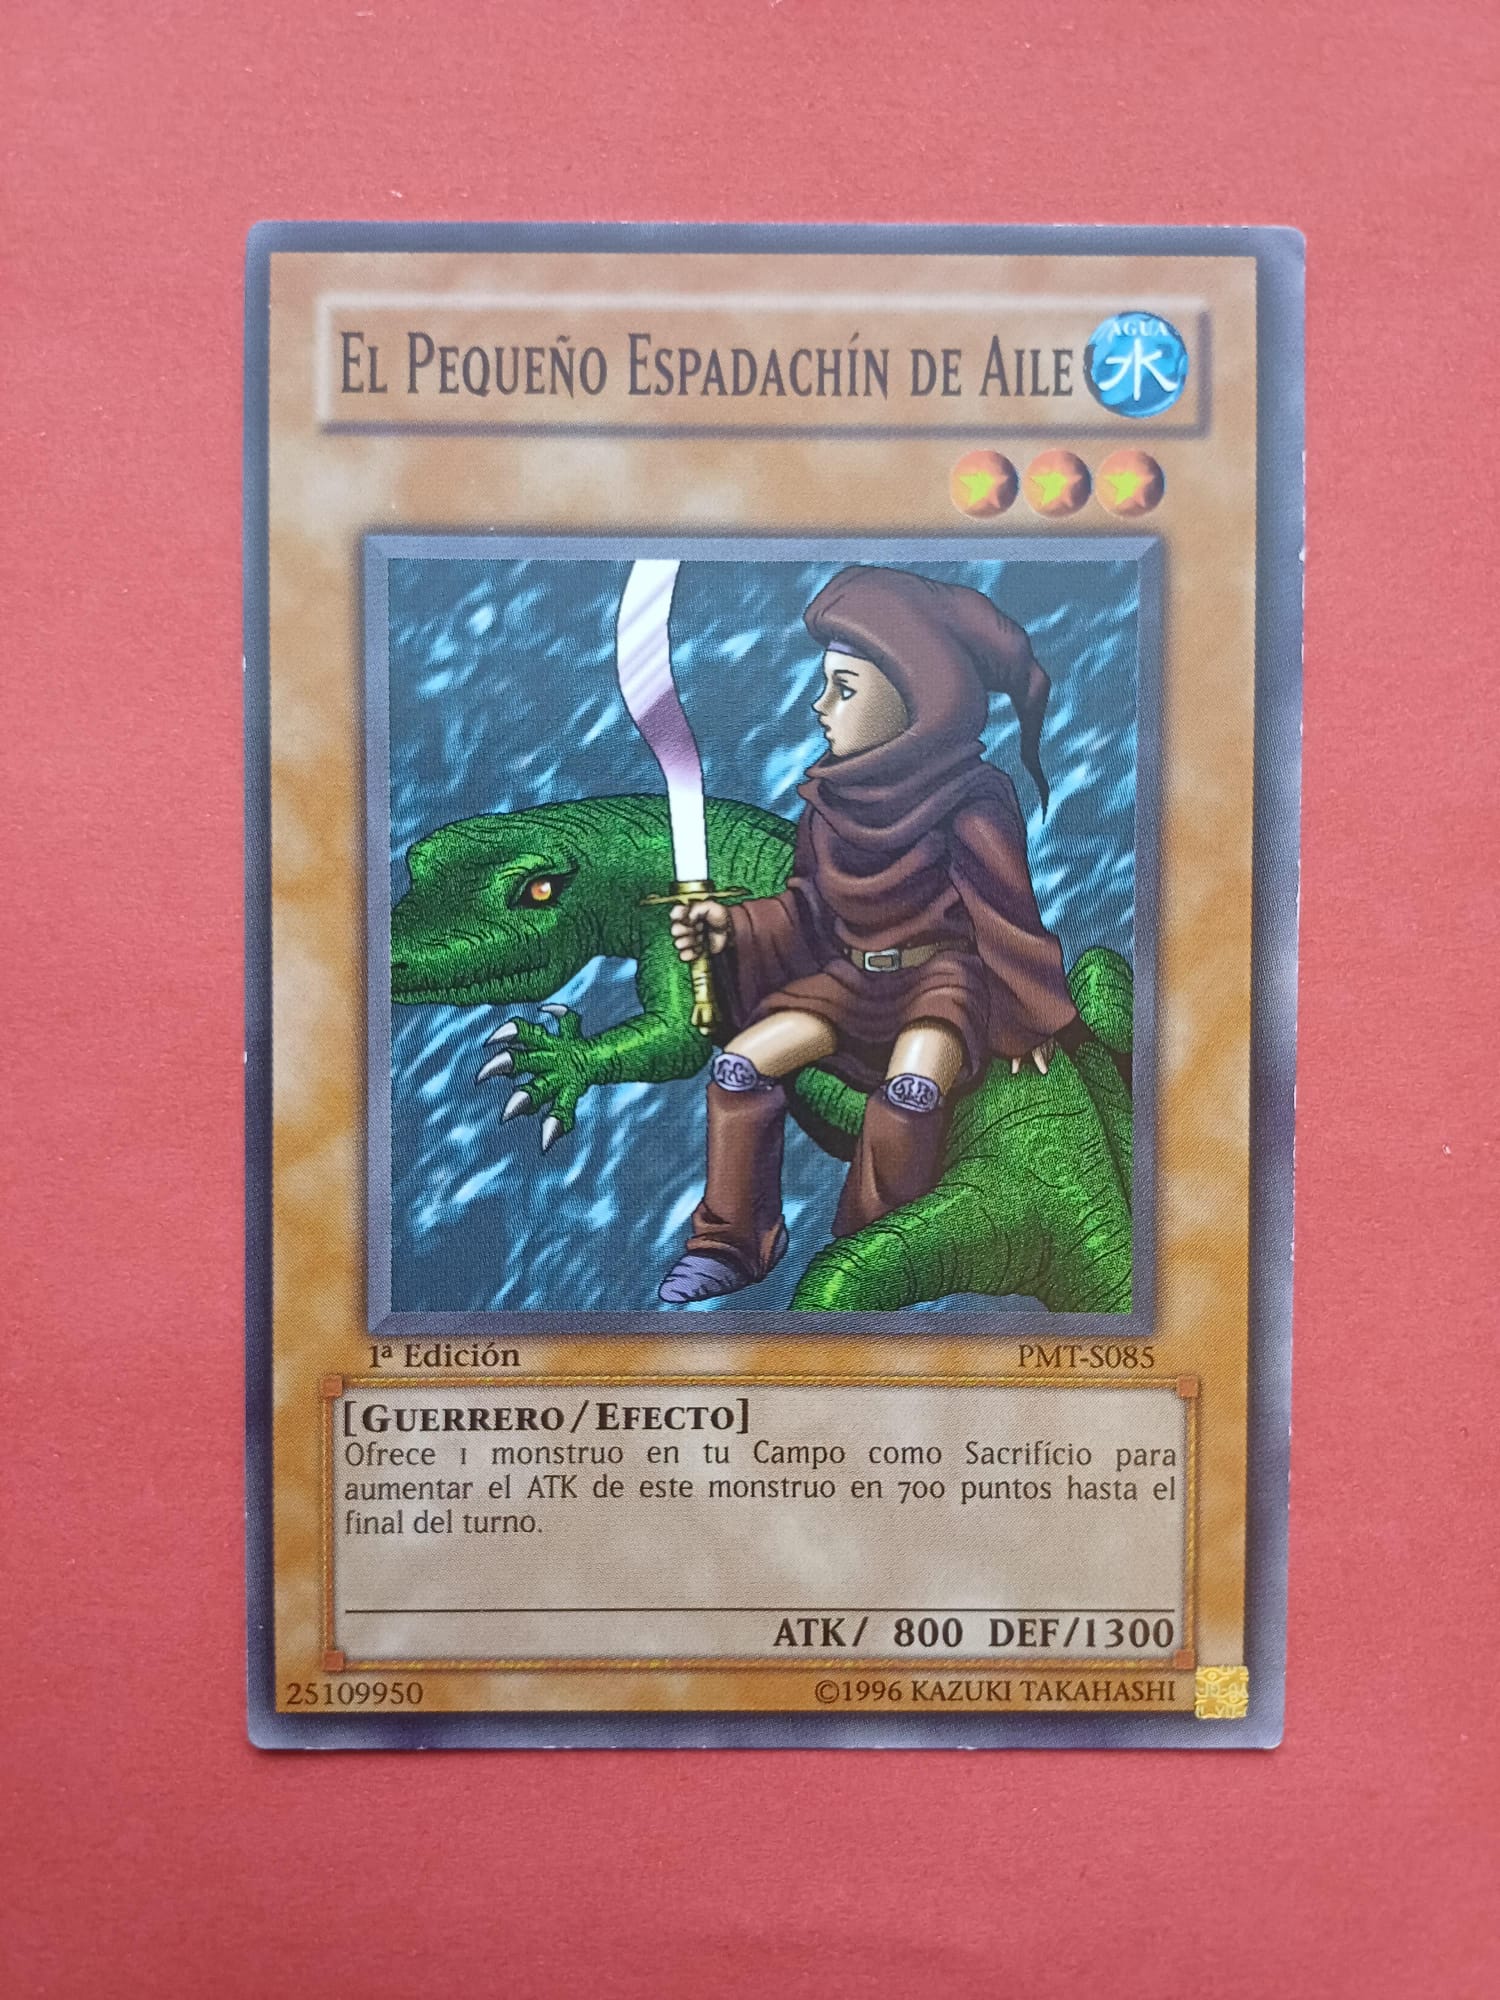 EL PEQUEÑO ESPADACHÍN DE AILE
AGUA
水
1ª Edición
PMT-S085
[GUERRERO/EFECTO]
Ofrece 1 monstruo en tu Campo como Sacrifício para
aumentar el ATK de este monstruo en 700 puntos hasta el
final del turno.
ATK/ 800 DEF/1300
25109950
©1996 KAZUKI TAKAHASHI